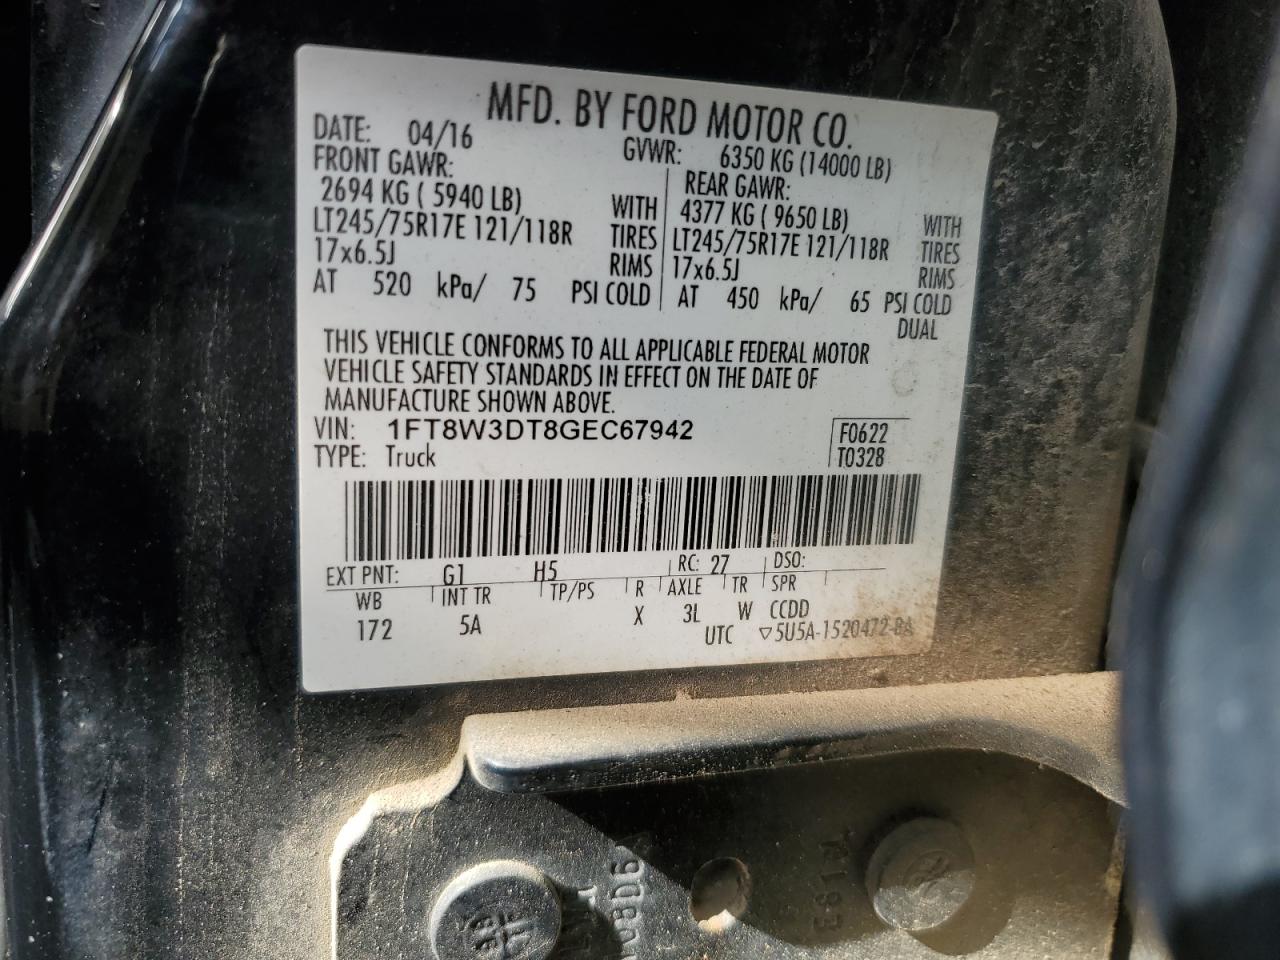 MFD. BY FORD MOTOR CO.
DATE: 04/16 GVWR: 6350 KG (14000 LB)
FRONT GAWR: REAR GAWR:
2694 KG ( 5940 LB) WITH 4377 KG ( 9650 LB) WITH
LT245/75R17E 121/118R TIRES LT245/75R17E 121/118R TIRES
17x6.5J RIMS 17x6.5J RIMS
AT 520 kPa/ 75 PSI COLD AT 450 kPa/ 65 PSI COLD
DUAL
THIS VEHICLE CONFORMS TO ALL APPLICABLE FEDERAL MOTOR
VEHICLE SAFETY STANDARDS IN EFFECT ON THE DATE OF
MANUFACTURE SHOWN ABOVE.
VIN: 1FT8W3DT8GEC67942 F0622
TYPE: Truck T0328
EXT PNT: G1 H5 RC: 27 DSO:
WB INT TR TP/PS R AXLE TR SPR
172 5A X 3L W CCDD
UTC ▽5U5A-1520472-BA